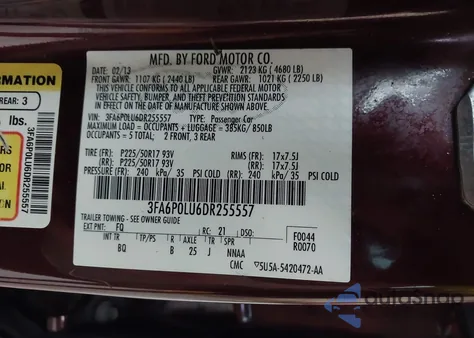 MFD. BY FORD MOTOR CO.
DATE: 02/13 GVWR: 2123 KG ( 4680 LB)
FRONT GAWR: 1107 KG ( 2440 LB) REAR GAWR: 1021 KG ( 2250 LB)
THIS VEHICLE CONFORMS TO ALL APPLICABLE FEDERAL MOTOR
VEHICLE SAFETY, BUMPER, AND THEFT PREVENTION STANDARDS
IN EFFECT ON THE DATE OF MANUFACTURE SHOWN ABOVE.
VIN: 3FA6P0LU6DR255557 TYPE: Passenger Car
MAXIMUM LOAD = OCCUPANTS + LUGGAGE = 385KG/ 850LB
OCCUPANTS = 5 TOTAL: 2 FRONT, 3 REAR
TIRE (FR): P225/50R17 93V RIMS (FR): 17x7.5J
(RR): P225/50R17 93V (RR): 17x7.5J
PRESSURE (FR): 240 kPa/ 35 PSI COLD (RR): 240 kPa/ 35 PSI COLD
3FA6P0LU6DR255557
TRAILER TOWING -- SEE OWNER GUIDE
EXT PNT: FQ RC: 21 DSO: F0044
R0070
INT TR TP/PS R AXLE TR SPR
BQ B 25 J NNAA
CMC 5U5A-5420472-AA
FORMATION
REAR: 3
lbs.
3FA6P0LU6DR255557